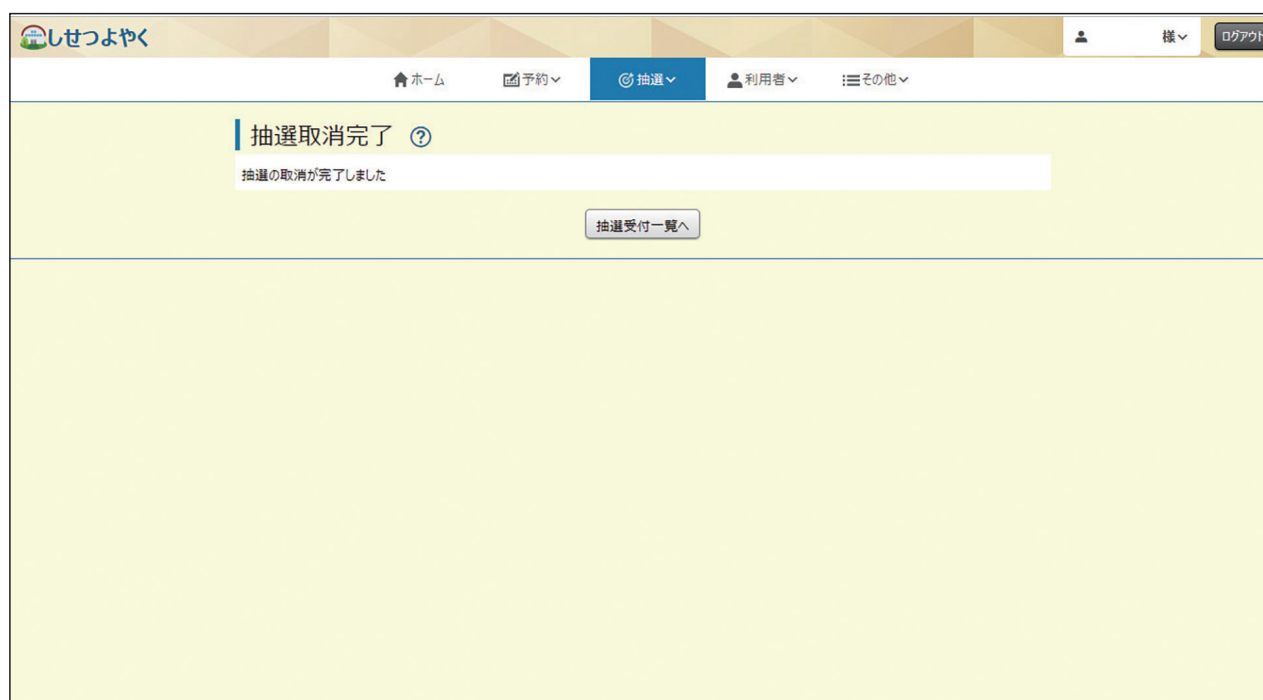 しせつよやく
様
ログアウト
ホーム
予約
抽選
利用者
その他
抽選取消完了 ?
抽選の取消が完了しました
抽選受付一覧へ